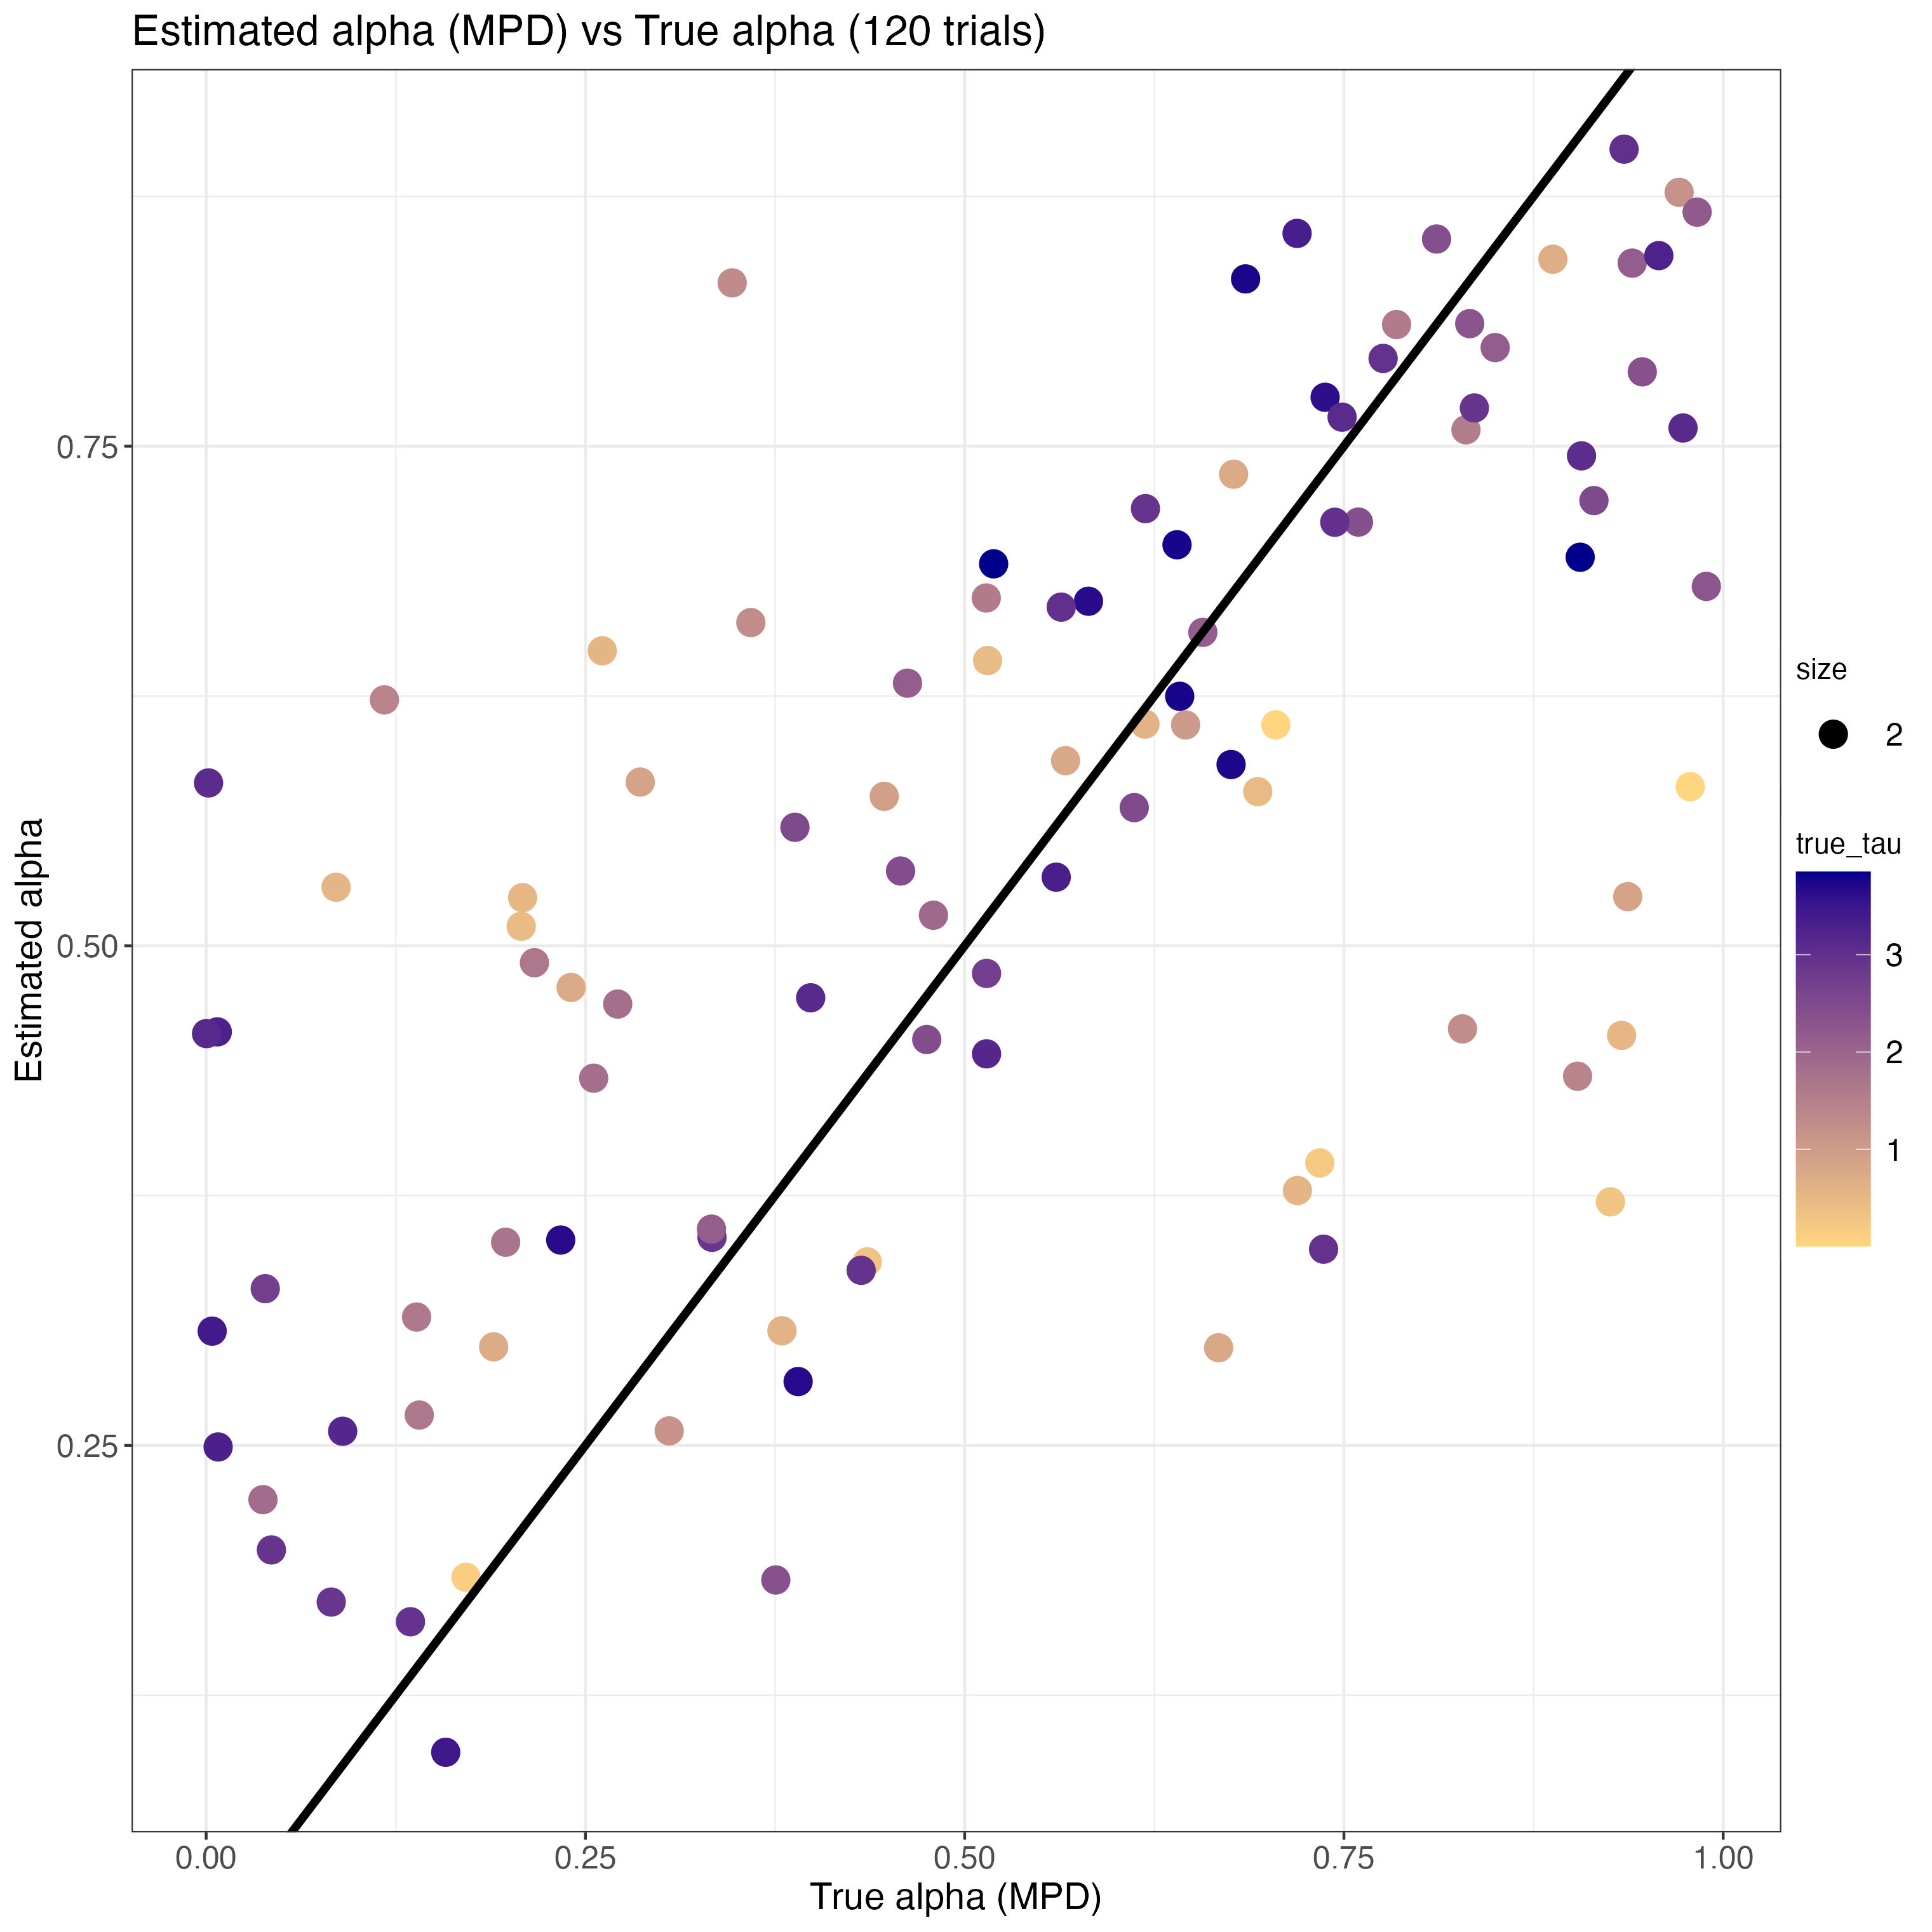 Estimated alpha (MPD) vs True alpha (120 trials)
Estimated alpha
0.75
0.50
0.25
0.00
0.25
0.50
0.75
1.00
True alpha (MPD)
size
2
true_tau
3
2
1